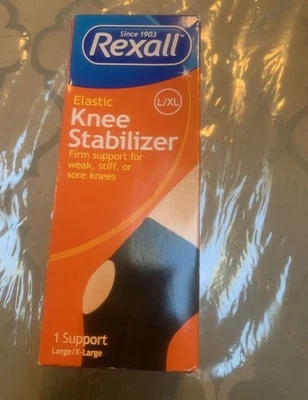 Since 1903
Rexall
Elastic
L/XL
Knee
Stabilizer
Firm support for
weak, stiff, or
sore knees
1 Support
Large/X-Large